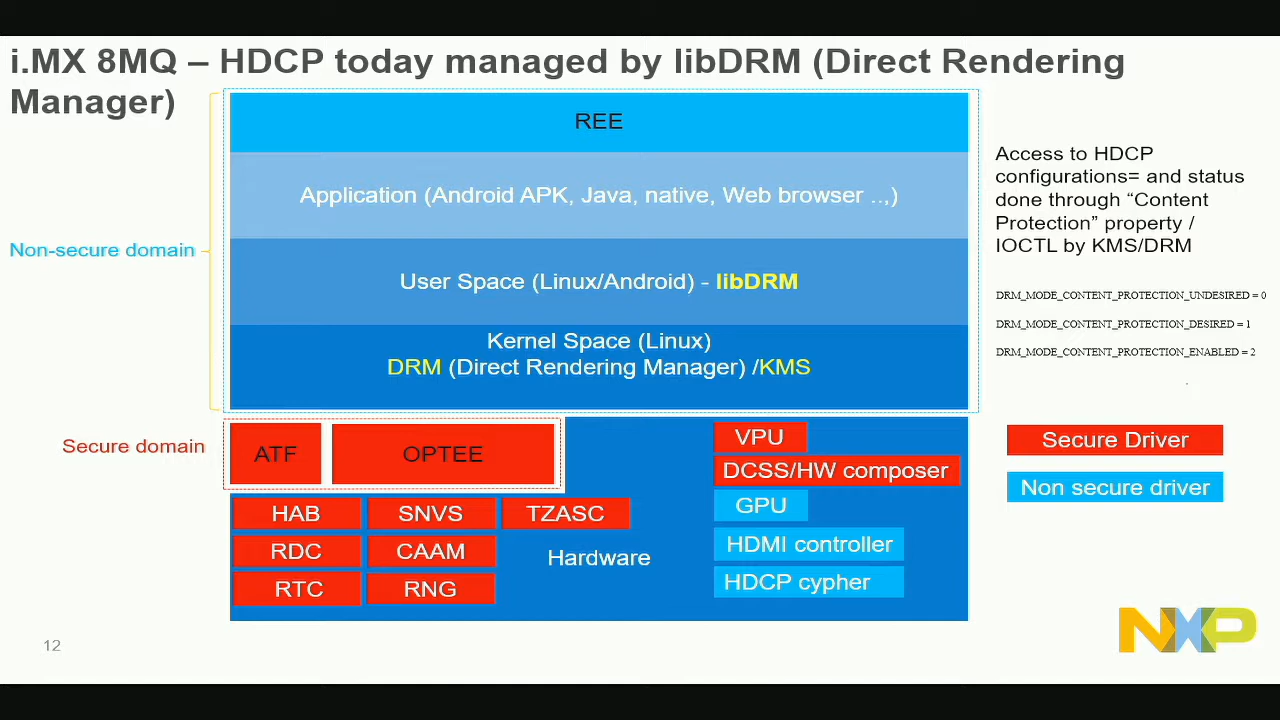 i.MX 8MQ – HDCP today managed by libDRM (Direct Rendering
Manager)
REE
Application (Android APK, Java, native, Web browser ..,)
User Space (Linux/Android) - libDRM
Kernel Space (Linux)
DRM (Direct Rendering Manager) /KMS
Non-secure domain
Access to HDCP
configurations= and status
done through “Content
Protection” property /
IOCTL by KMS/DRM
DRM_MODE_CONTENT_PROTECTION_UNDESIRED = 0
DRM_MODE_CONTENT_PROTECTION_DESIRED = 1
DRM_MODE_CONTENT_PROTECTION_ENABLED = 2
Secure domain
ATF
OPTEE
HAB
SNVS
TZASC
RDC
CAAM
RTC
RNG
Hardware
VPU
DCSS/HW composer
GPU
HDMI controller
HDCP cypher
Secure Driver
Non secure driver
12
NXP